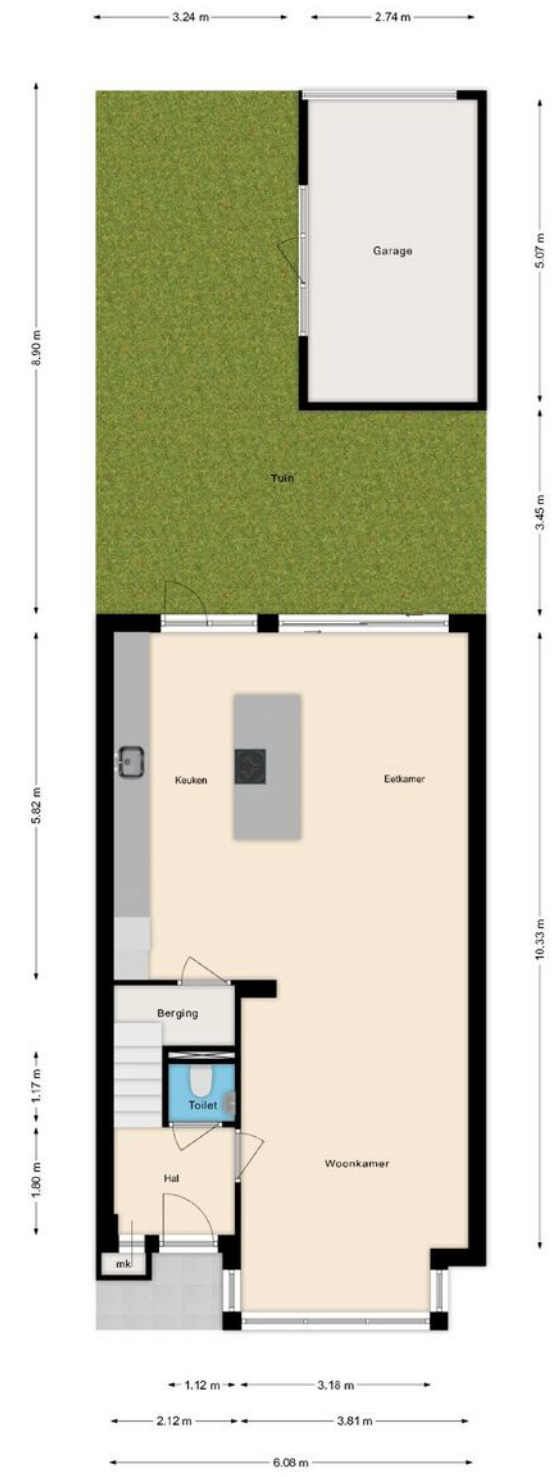 3.24 m
2.74 m
8.90 m
5.07 m
Garage
Tuin
3.45 m
5.82 m
10.33 m
Keuken
Eetkamer
Berging
1.17 m
Toilet
1.80 m
Hal
Woonkamer
mk
1.12 m
3.18 m
2.12 m
3.81 m
6.08 m